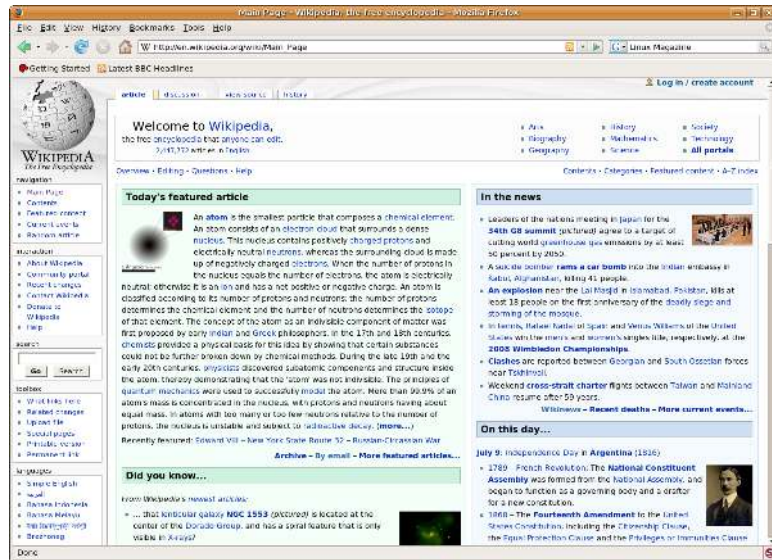 Main Page - Wikipedia, the free encyclopedia - Mozilla Firefox
File Edit View History Bookmarks Tools Help
W http://en.wikipedia.org/wiki/Main_Page
G Linux Magazine
Getting Started Latest BBC Headlines
Log in / create account
article discussion view source history
WIKIPEDIA
The Free Encyclopedia
navigation
Main Page
Contents
Featured content
Current events
Random article
interaction
About Wikipedia
Community portal
Recent changes
Contact Wikipedia
Donate to
Wikipedia
Help
search
Go Search
toolbox
What links here
Related changes
Upload file
Special pages
Printable version
Permanent link
languages
Simple English
العربية
Bahasa Indonesia
Bahasa Melayu
Brezhoneg
Welcome to Wikipedia,
the free encyclopedia that anyone can edit.
articles in English
Arts
Biography
Geography
History
Mathematics
Science
Society
Technology
All portals
Overview · Editing · Questions · Help
Contents · Categories · Featured content · A–Z index
Today's featured article
An atom is the smallest particle that composes a chemical element.
An atom consists of an electron cloud that surrounds a dense
nucleus. This nucleus contains positively charged protons and
electrically neutral neutrons, whereas the surrounding cloud is made
up of negatively charged electrons. When the number of protons in
the nucleus equals the number of electrons, the atom is electrically
neutral; otherwise it is an ion and has a net positive or negative charge. An atom is
classified according to its number of protons and neutrons: the number of protons
determines the chemical element and the number of neutrons determines the isotope
of that element. The concept of the atom as an indivisible component of matter was
first proposed by early Indian and Greek philosophers. In the 17th and 18th centuries,
chemists provided a physical basis for this idea by showing that certain substances
could not be further broken down by chemical methods. During the late 19th and the
early 20th centuries, physicists discovered subatomic components and structure inside
the atom, thereby demonstrating that the 'atom' was not indivisible. The principles of
quantum mechanics were used to successfully model the atom. More than 99.9% of an
atom's mass is concentrated in the nucleus, with protons and neutrons having about
equal mass. In atoms with too many or too few neutrons relative to the number of
protons, the nucleus is unstable and subject to radioactive decay. (more...)
Recently featured: Edward VIII – New York State Route 32 – Russian-Circassian War
Archive – By email – More featured articles...
Did you know...
From Wikipedia's newest articles:
... that lenticular galaxy NGC 1553 (pictured) is located at the
center of the Dorado Group, and has a spiral feature that is only
visible in X-rays?
In the news
Leaders of the nations meeting in Japan for the
34th G8 summit (pictured) agree to a target of
cutting world greenhouse gas emissions by at least
50 percent by 2050.
A suicide bomber rams a car bomb into the Indian embassy in
Kabul, Afghanistan, killing 41 people.
An explosion near the Lal Masjid in Islamabad, Pakistan, kills at
least 18 people on the first anniversary of the deadly siege and
storming of the mosque.
In tennis, Rafael Nadal of Spain and Venus Williams of the United
States win the men's and women's singles title, respectively, at the
2008 Wimbledon Championships.
Clashes are reported between Georgian and South Ossetian forces
near Tskhinvali.
Weekend cross-strait charter flights between Taiwan and Mainland
China resume after 59 years.
Wikinews – Recent deaths – More current events...
On this day...
July 9: Independence Day in Argentina (1816)
1789 - French Revolution: The National Constituent
Assembly was formed from the National Assembly, and
began to function as a governing body and a drafter
for a new constitution.
1868 - The Fourteenth Amendment to the United
States Constitution, including the Citizenship Clause,
the Equal Protection Clause and the Privileges or Immunities Clause
Done